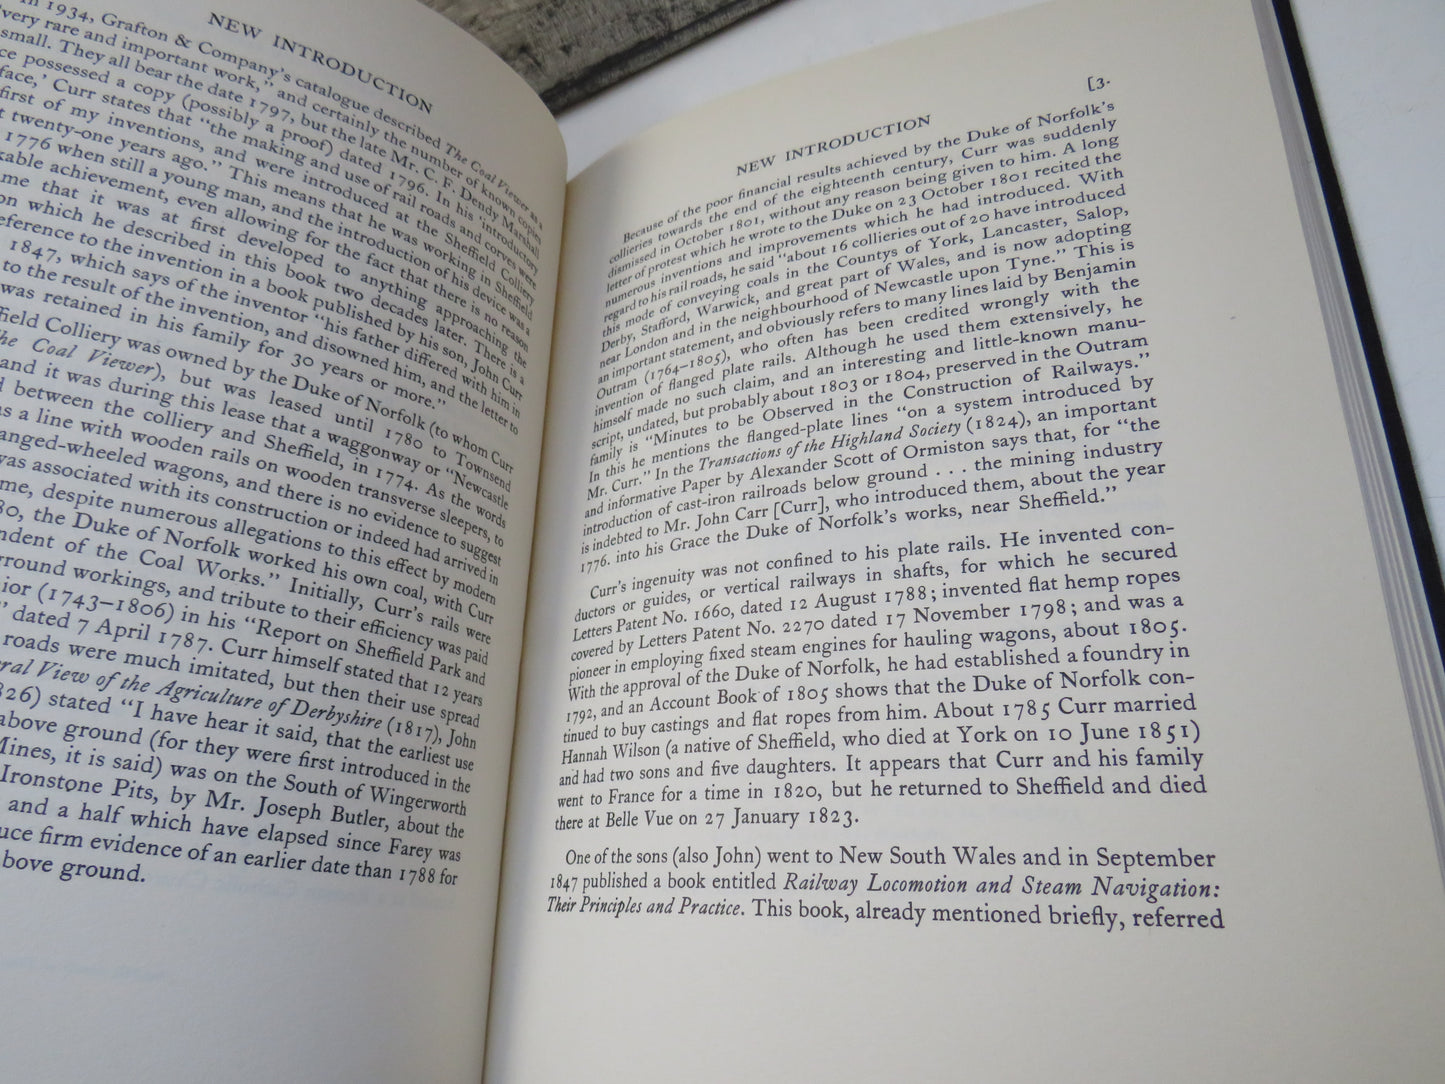 NEW INTRODUCTION
In 1934, Grafton & Company's catalogue described The Coal Viewer as a
very rare and important work," and certainly the number of known copies
small. They all bear the date 1797, but the late Mr. C. F. Dendy Marshall
possessed a copy (possibly a proof) dated 1796. In his "introductory
face,' Curr states that "the making and use of rail roads and corves were
first of my inventions, and were introduced at the Sheffield Colliery
twenty-one years ago." This means that he was working in Sheffield
1776 when still a young man, and the introduction of his device was a
achievement, even allowing for the fact that there is no reason
that it was at first developed to anything approaching the
on which he described in this book two decades later. There is a
reference to the invention in a book published by his son, John Curr
1847, which says of the inventor "his father differed with him in
to the result of the invention, and disowned him, and the letter to
was retained in his family for 30 years or more."
field Colliery was owned by the Duke of Norfolk (to whom Curr
The Coal Viewer), but was leased until 1780 to Townsend
and it was during this lease that a waggonway or "Newcastle
between the colliery and Sheffield, in 1774. As the words
as a line with wooden rails on wooden transverse sleepers, to
flanged-wheeled wagons, and there is no evidence to suggest
was associated with its construction or indeed had arrived in
despite numerous allegations to this effect by modern
80, the Duke of Norfolk worked his own coal, with Curr
of the Coal Works." Initially, Curr's rails were
workings, and tribute to their efficiency was paid
(1743–1806) in his "Report on Sheffield Park and
" dated 7 April 1787. Curr himself stated that 12 years
roads were much imitated, but then their use spread
View of the Agriculture of Derbyshire (1817), John
826) stated "I have hear it said, that the earliest use
above ground (for they were first introduced in the
Mines, it is said) was on the South of Wingerworth
Ironstone Pits, by Mr. Joseph Butler, about the
and a half which have elapsed since Farey was
firm evidence of an earlier date than 1788 for
above ground.
[3.
NEW INTRODUCTION
Because of the poor financial results achieved by the Duke of Norfolk's
collieries towards the end of the eighteenth century, Curr was suddenly
dismissed in October 1801, without any reason being given to him. A long
letter of protest which he wrote to the Duke on 23 October 1801 recited the
numerous inventions and improvements which he had introduced. With
regard to his rail roads, he said "about 16 collieries out of 20 have introduced
this mode of conveying coals in the Countys of York, Lancaster, Salop,
Derby, Stafford, Warwick, and great part of Wales, and is now adopting
near London and in the neighbourhood of Newcastle upon Tyne." This is
an important statement, and obviously refers to many lines laid by Benjamin
Outram (1764–1805), who often has been credited wrongly with the
invention of flanged plate rails. Although he used them extensively, he
himself made no such claim, and an interesting and little-known manu-
script, undated, but probably about 1803 or 1804, preserved in the Outram
family is "Minutes to be Observed in the Construction of Railways."
In this he mentions the flanged-plate lines "on a system introduced by
Mr. Curr." In the Transactions of the Highland Society (1824), an important
and informative Paper by Alexander Scott of Ormiston says that, for "the
introduction of cast-iron railroads below ground . . . the mining industry
is indebted to Mr. John Carr [Curr], who introduced them, about the year
1776. into his Grace the Duke of Norfolk's works, near Sheffield."
Curr's ingenuity was not confined to his plate rails. He invented con-
ductors or guides, or vertical railways in shafts, for which he secured
Letters Patent No. 1660, dated 12 August 1788; invented flat hemp ropes
covered by Letters Patent No. 2270 dated 17 November 1798; and was a
pioneer in employing fixed steam engines for hauling wagons, about 1805.
With the approval of the Duke of Norfolk, he had established a foundry in
1792, and an Account Book of 1805 shows that the Duke of Norfolk con-
tinued to buy castings and flat ropes from him. About 1785 Curr married
Hannah Wilson (a native of Sheffield, who died at York on 10 June 1851)
and had two sons and five daughters. It appears that Curr and his family
went to France for a time in 1820, but he returned to Sheffield and died
there at Belle Vue on 27 January 1823.
One of the sons (also John) went to New South Wales and in September
1847 published a book entitled Railway Locomotion and Steam Navigation:
Their Principles and Practice. This book, already mentioned briefly, referred